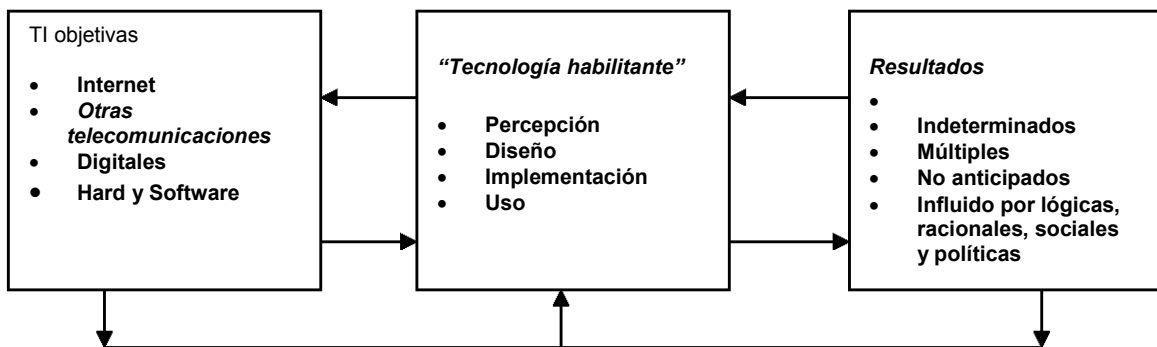 TI objetivas
• Internet
• Otras
telecomunicaciones
• Digitales
• Hard y Software
“Tecnología habilitante”
• Percepción
• Diseño
• Implementación
• Uso
Resultados
•
• Indeterminados
• Múltiples
• No anticipados
• Influido por lógicas,
racionales, sociales
y políticas